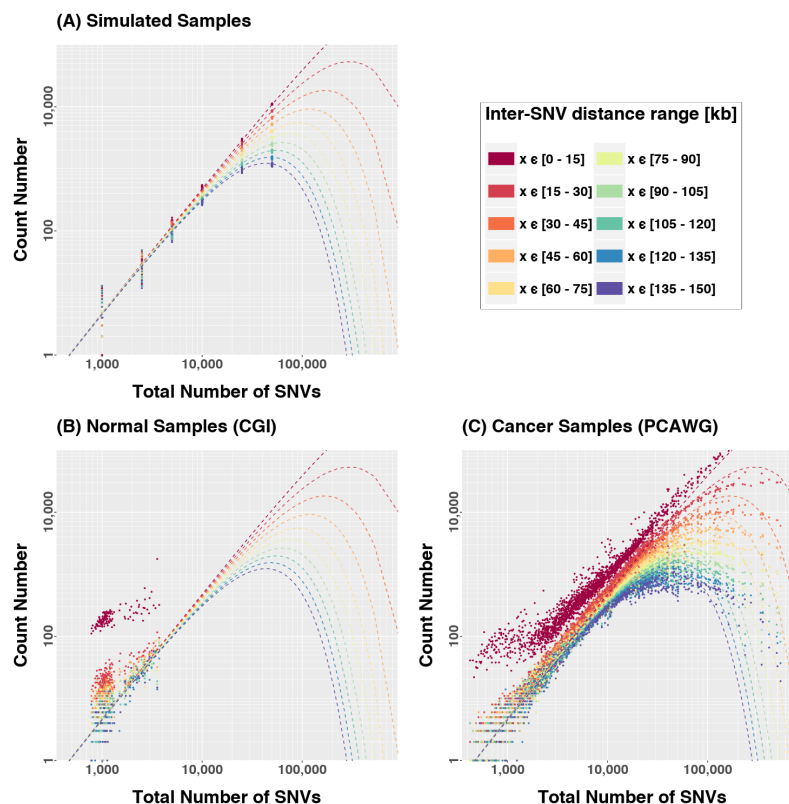 (A) Simulated Samples
Count Number
10,000
100
1
1,000
10,000
100,000
Total Number of SNVs
Inter-SNV distance range [kb]
x ϵ [0 - 15]
x ϵ [15 - 30]
x ϵ [30 - 45]
x ϵ [45 - 60]
x ϵ [60 - 75]
x ϵ [75 - 90]
x ϵ [90 - 105]
x ϵ [105 - 120]
x ϵ [120 - 135]
x ϵ [135 - 150]
(B) Normal Samples (CGI)
Count Number
10,000
100
1
1,000
10,000
100,000
Total Number of SNVs
(C) Cancer Samples (PCAWG)
Count Number
10,000
100
1
1,000
10,000
100,000
Total Number of SNVs